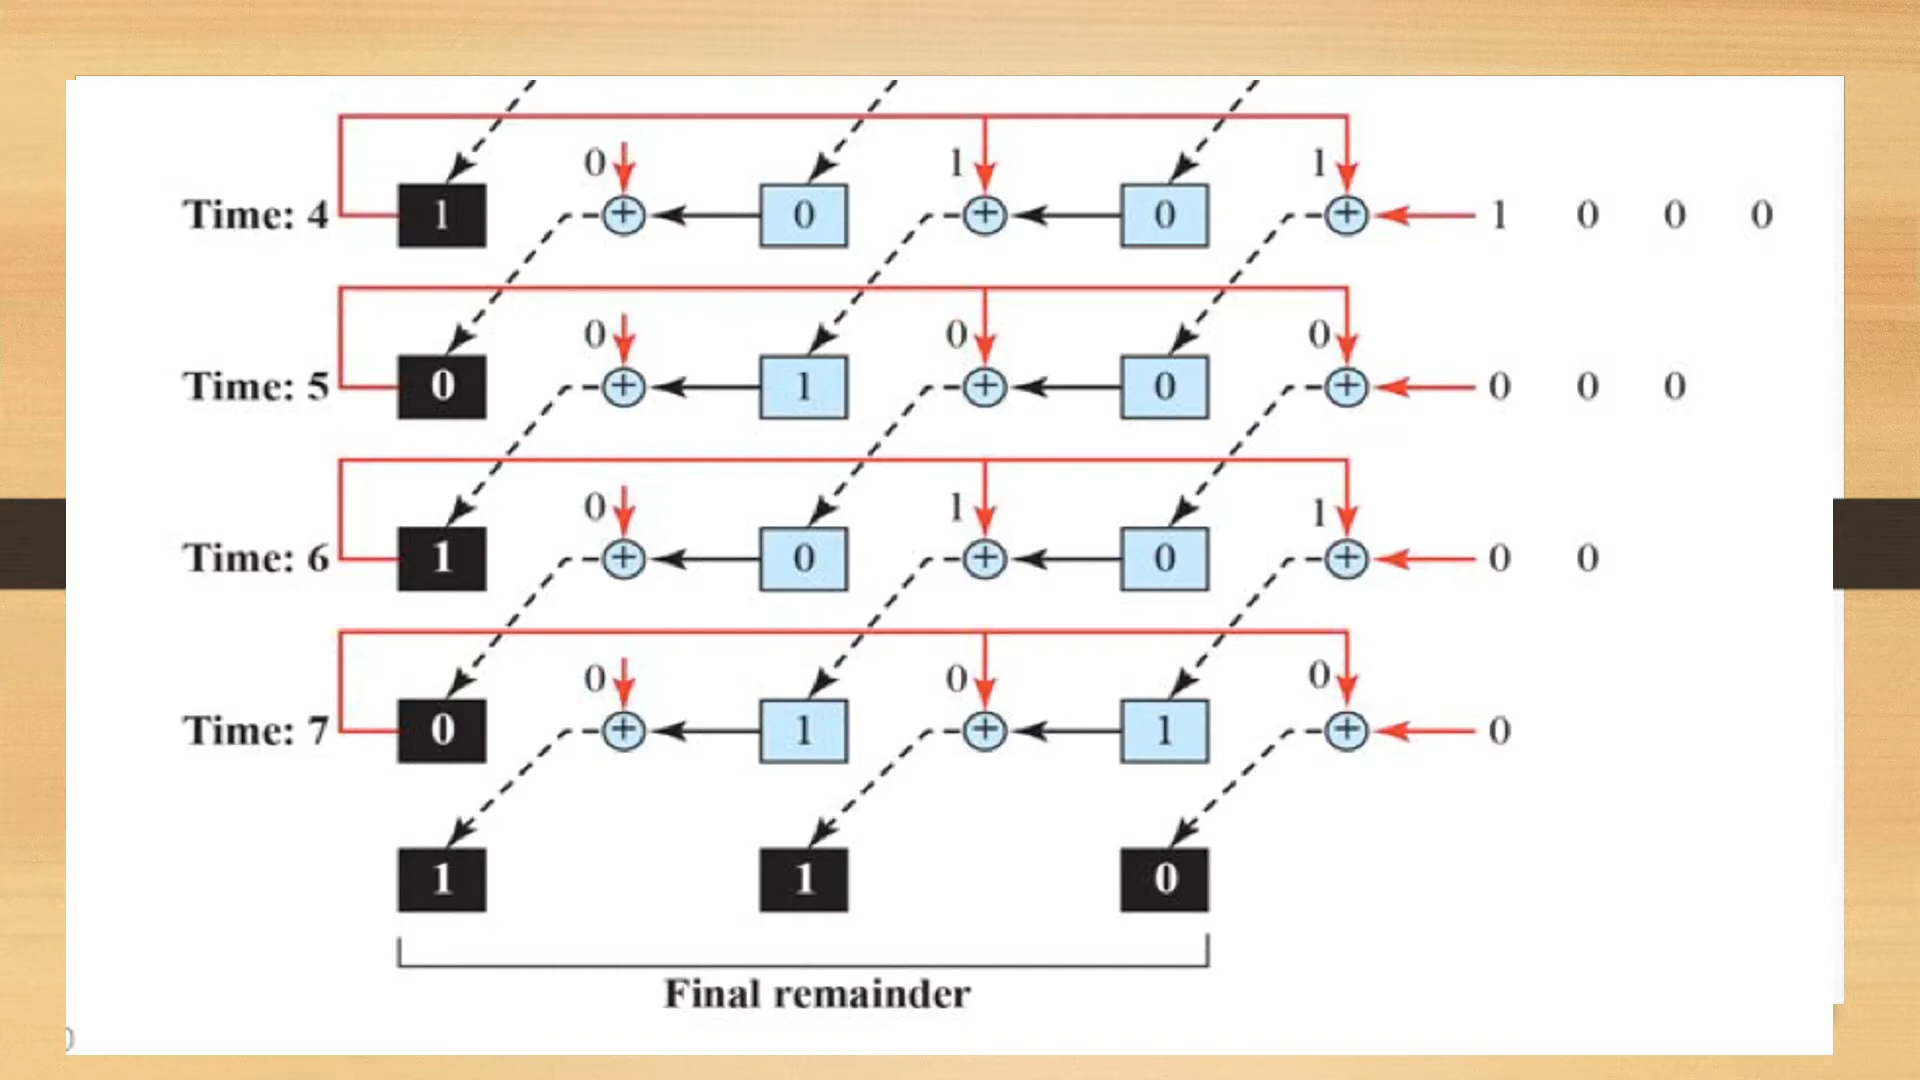 0 1 1
Time: 4 1 + 0 + 0 + 1 0 0 0
0 0 0
Time: 5 0 + 1 + 0 + 0 0 0
0 1 1
Time: 6 1 + 0 + 0 + 0 0
0 0 0
Time: 7 0 + 1 + 1 + 0
1 1 0
Final remainder